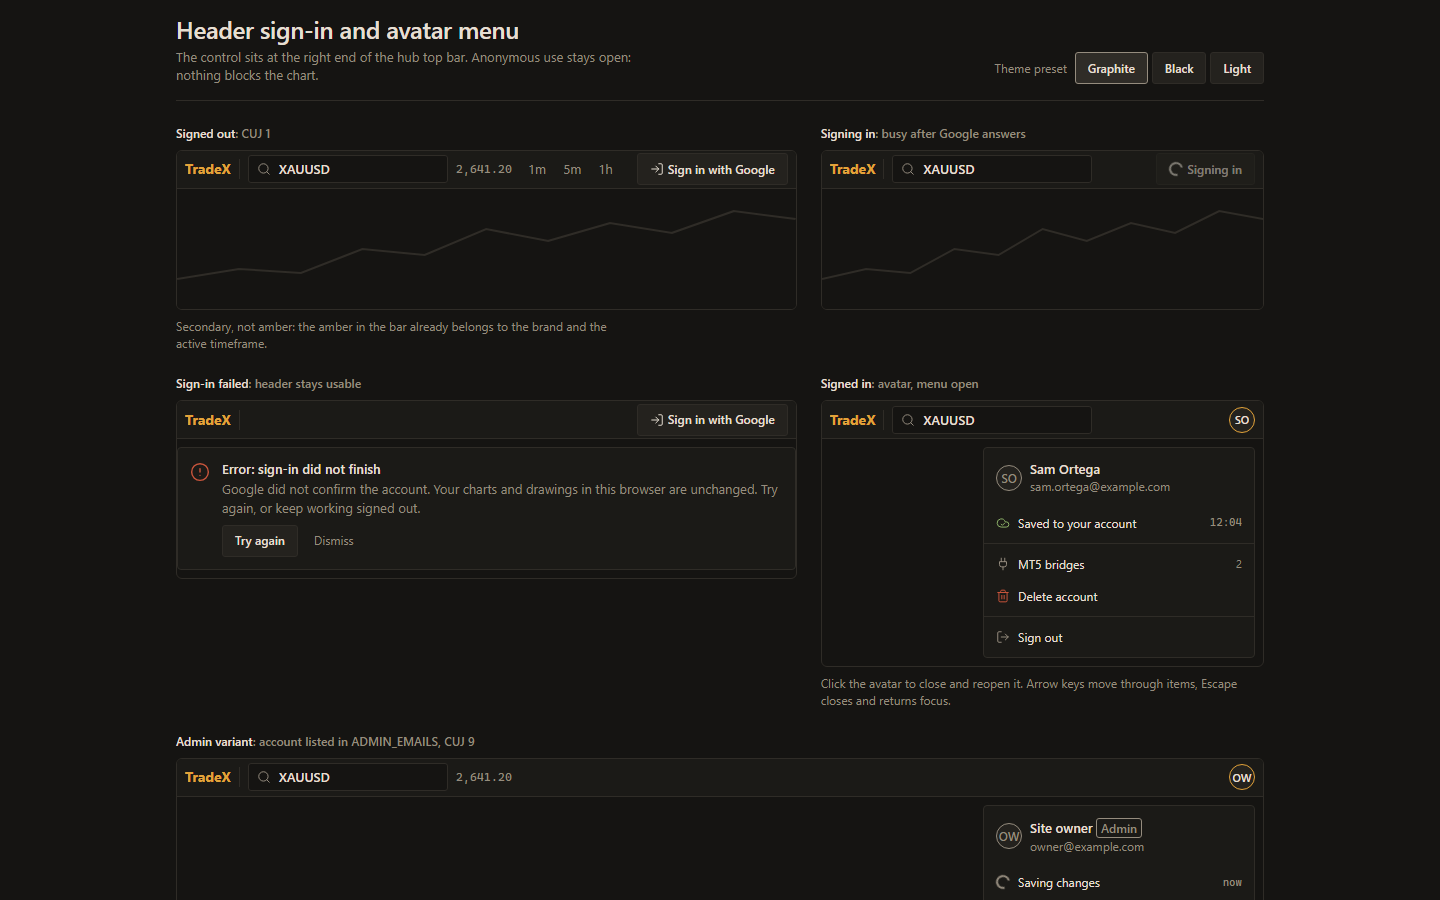 Header sign-in and avatar menu
The control sits at the right end of the hub top bar. Anonymous use stays open:
nothing blocks the chart.
Theme preset Graphite Black Light
Signed out: CUJ 1
TradeX XAUUSD 2,641.20 1m 5m 1h Sign in with Google
Secondary, not amber: the amber in the bar already belongs to the brand and the
active timeframe.
Signing in: busy after Google answers
TradeX XAUUSD Signing in
Sign-in failed: header stays usable
TradeX Sign in with Google
Error: sign-in did not finish
Google did not confirm the account. Your charts and drawings in this browser are unchanged. Try
again, or keep working signed out.
Try again Dismiss
Signed in: avatar, menu open
TradeX XAUUSD SO
SO Sam Ortega
sam.ortega@example.com
Saved to your account 12:04
MT5 bridges 2
Delete account
Sign out
Click the avatar to close and reopen it. Arrow keys move through items, Escape
closes and returns focus.
Admin variant: account listed in ADMIN_EMAILS, CUJ 9
TradeX XAUUSD 2,641.20 OW
OW Site owner Admin
owner@example.com
Saving changes now